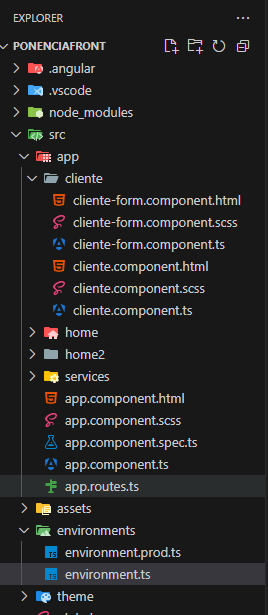 EXPLORER
PONENCIAFRONT
.angular
.vscode
node_modules
src
app
cliente
cliente-form.component.html
cliente-form.component.scss
cliente-form.component.ts
cliente.component.html
cliente.component.scss
cliente.component.ts
home
home2
services
app.component.html
app.component.scss
app.component.spec.ts
app.component.ts
app.routes.ts
assets
environments
TS environment.prod.ts
TS environment.ts
theme